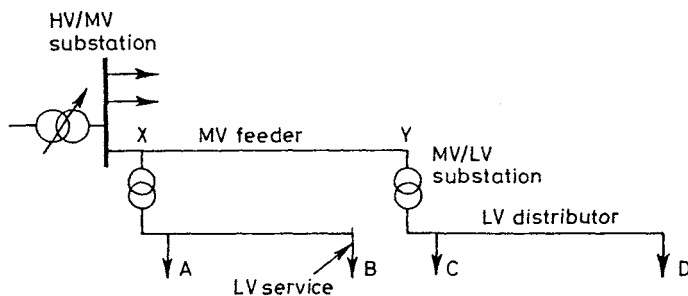 HV/MV
substation
X
MV feeder
Y
MV/LV
substation
LV distributor
A
B
C
D
LV service